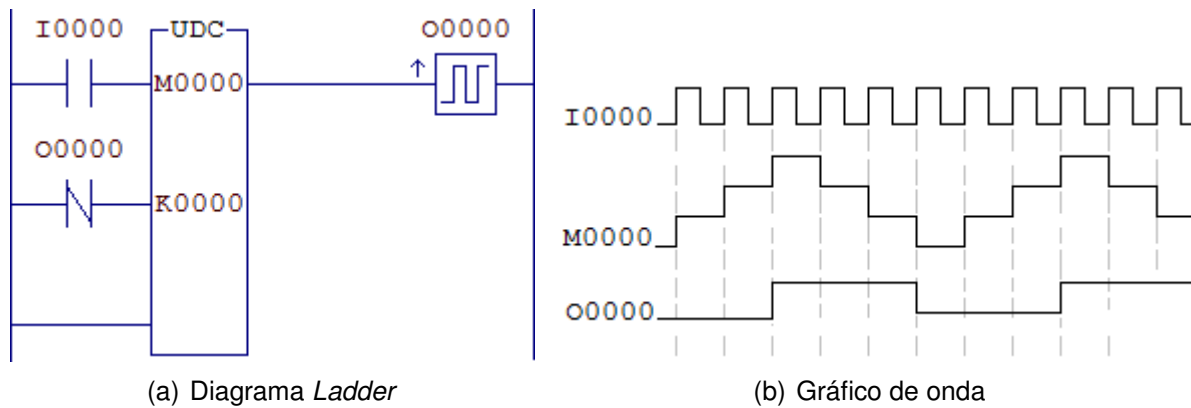 I0000
UDC
O0000
M0000
O0000
K0000
I0000
M0000
O0000
(a) Diagrama Ladder
(b) Gráfico de onda